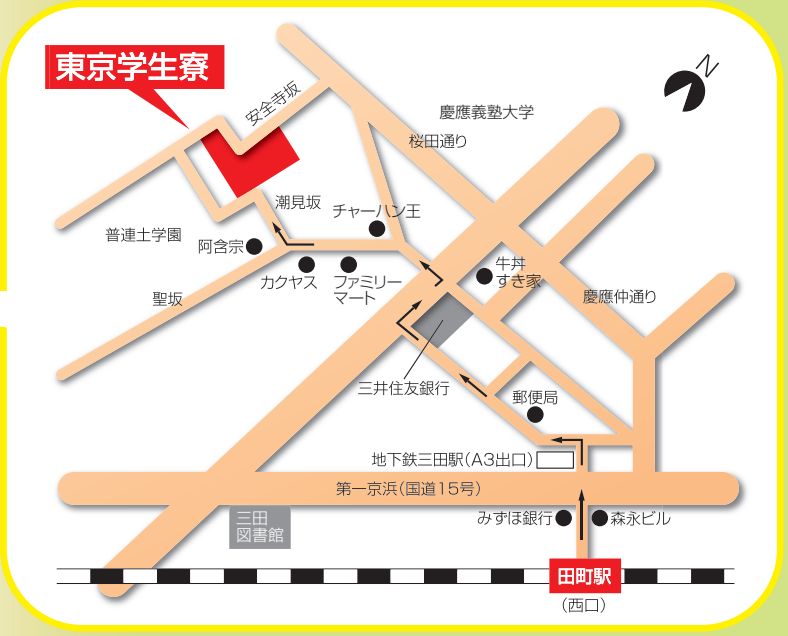 東京学生寮
安全寺坂
N
慶應義塾大学
桜田通り
潮見坂
チャーハン王
普連土学園
阿含宗
カクヤス
ファミリー
マート
牛丼
すき家
聖坂
慶應仲通り
三井住友銀行
郵便局
地下鉄三田駅(A3出口)
第一京浜(国道15号)
三田
図書館
みずほ銀行
森永ビル
田町駅
(西口)